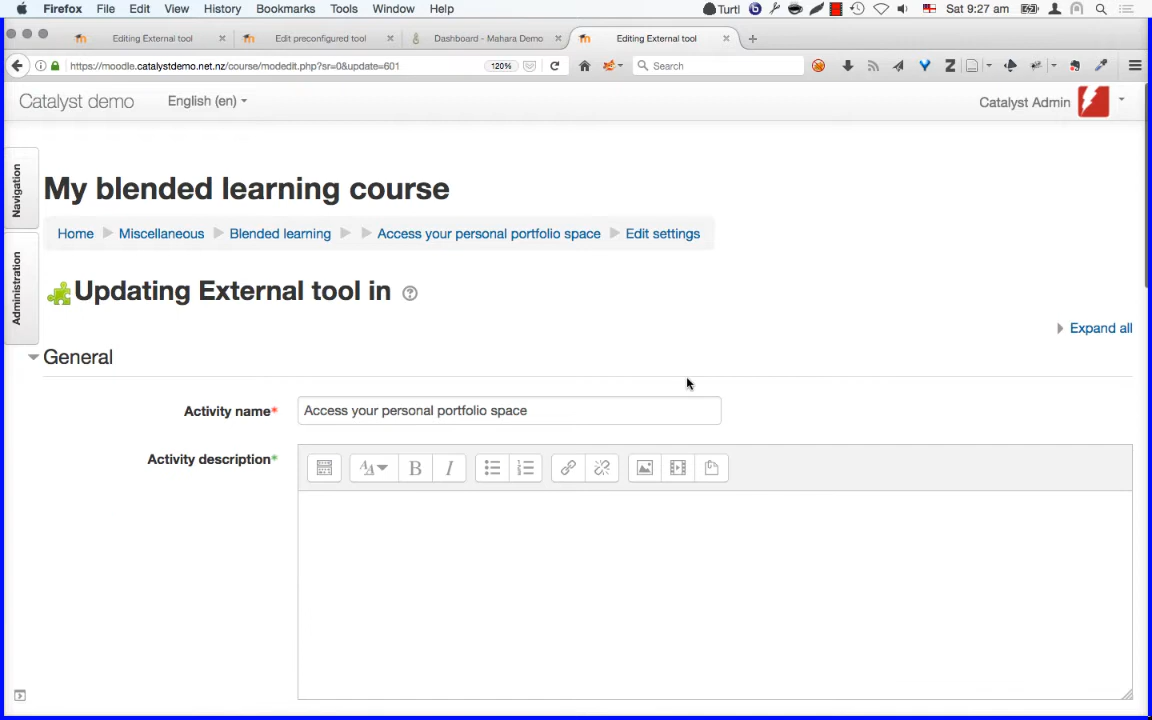 Firefox File Edit View History Bookmarks Tools Window Help Turtl Sat 9:27 am
Editing External tool Edit preconfigured tool Dashboard - Mahara Demo Editing External tool
https://moodle.catalystdemo.net.nz/course/modedit.php?sr=0&update=601 120% Search
Catalyst demo English (en) Catalyst Admin
Navigation
Administration
My blended learning course
Home Miscellaneous Blended learning Access your personal portfolio space Edit settings
Updating External tool in
Expand all
General
Activity name* Access your personal portfolio space
Activity description*